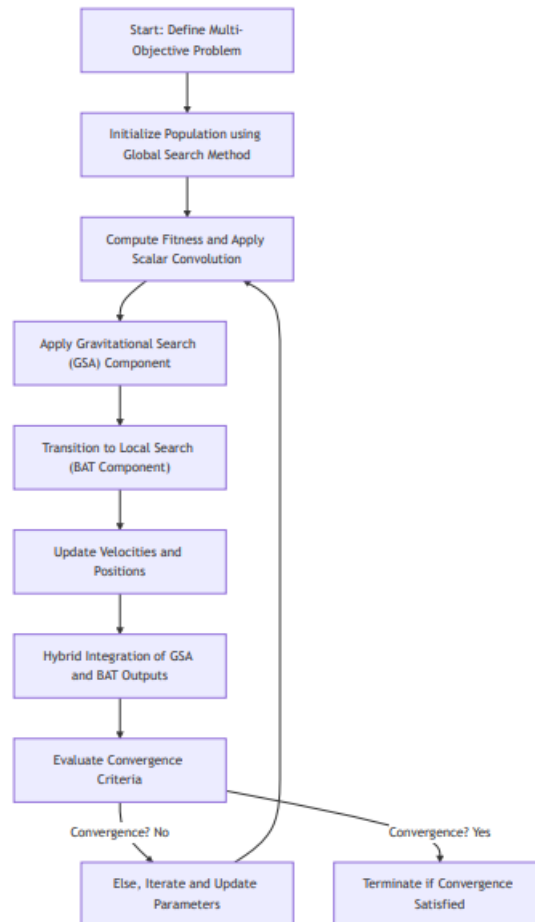 Start: Define Multi-
Objective Problem
Initialize Population using
Global Search Method
Compute Fitness and Apply
Scalar Convolution
Apply Gravitational Search
(GSA) Component
Transition to Local Search
(BAT Component)
Update Velocities and
Positions
Hybrid Integration of GSA
and BAT Outputs
Evaluate Convergence
Criteria
Convergence? No
Convergence? Yes
Else, Iterate and Update
Parameters
Terminate if Convergence
Satisfied